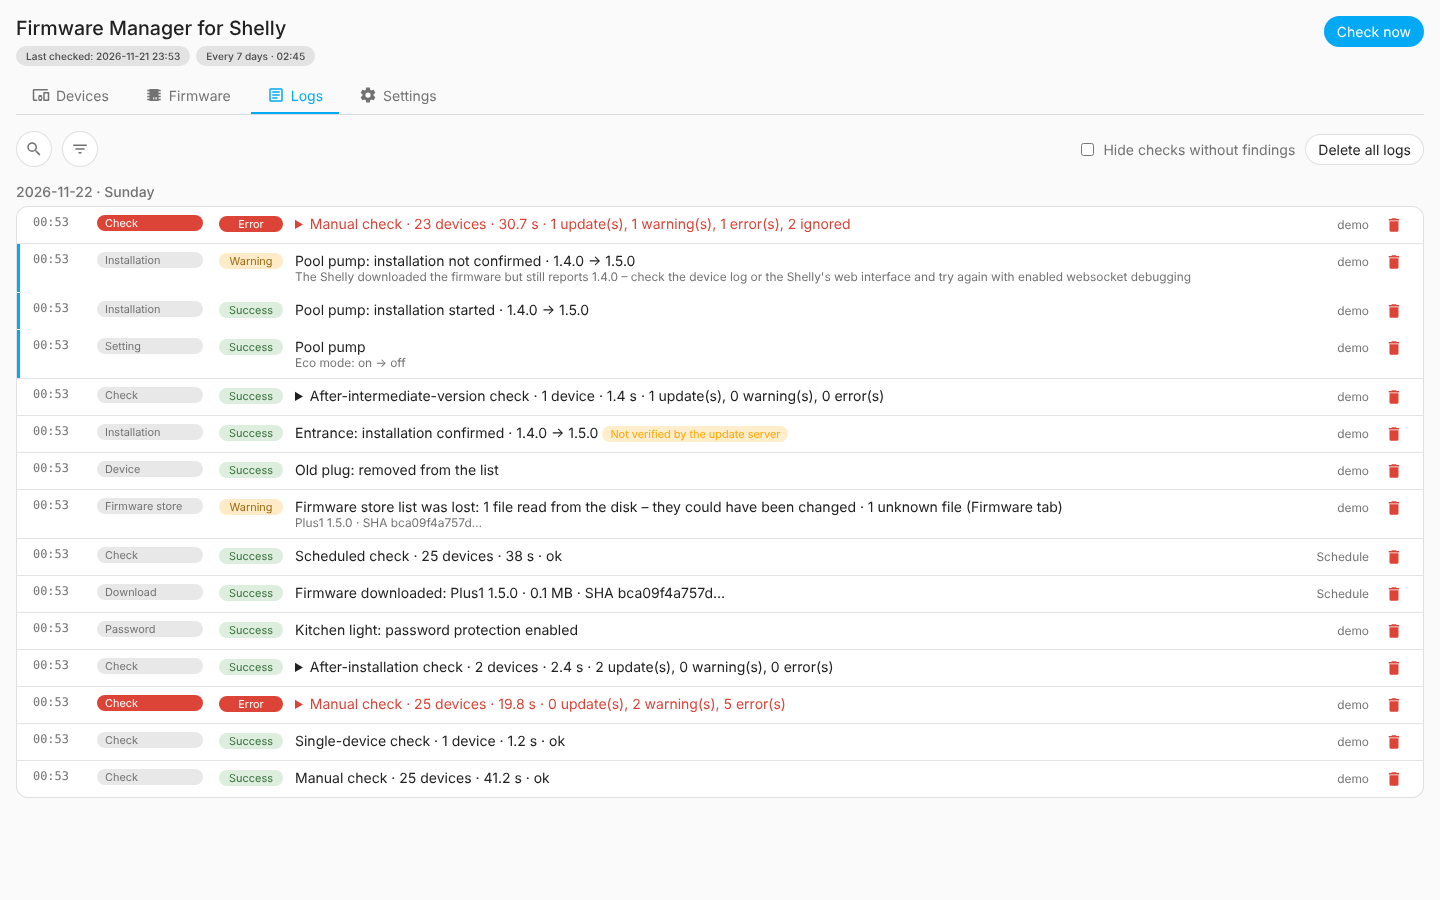 Firmware Manager for Shelly
Check now
Last checked: 2026-11-21 23:53
Every 7 days · 02:45
Devices
Firmware
Logs
Settings
Hide checks without findings
Delete all logs
2026-11-22 · Sunday
00:53 Check Error ▶ Manual check · 23 devices · 30.7 s · 1 update(s), 1 warning(s), 1 error(s), 2 ignored demo
00:53 Installation Warning Pool pump: installation not confirmed · 1.4.0 → 1.5.0 demo
The Shelly downloaded the firmware but still reports 1.4.0 – check the device log or the Shelly's web interface and try again with enabled websocket debugging
00:53 Installation Success Pool pump: installation started · 1.4.0 → 1.5.0 demo
00:53 Setting Success Pool pump demo
Eco mode: on → off
00:53 Check Success ▶ After-intermediate-version check · 1 device · 1.4 s · 1 update(s), 0 warning(s), 0 error(s) demo
00:53 Installation Success Entrance: installation confirmed · 1.4.0 → 1.5.0 Not verified by the update server demo
00:53 Device Success Old plug: removed from the list demo
00:53 Firmware store Warning Firmware store list was lost: 1 file read from the disk – they could have been changed · 1 unknown file (Firmware tab) demo
Plus1 1.5.0 · SHA bca09f4a757d…
00:53 Check Success Scheduled check · 25 devices · 38 s · ok Schedule
00:53 Download Success Firmware downloaded: Plus1 1.5.0 · 0.1 MB · SHA bca09f4a757d… Schedule
00:53 Password Success Kitchen light: password protection enabled demo
00:53 Check Success ▶ After-installation check · 2 devices · 2.4 s · 2 update(s), 0 warning(s), 0 error(s)
00:53 Check Error ▶ Manual check · 25 devices · 19.8 s · 0 update(s), 2 warning(s), 5 error(s) demo
00:53 Check Success Single-device check · 1 device · 1.2 s · ok demo
00:53 Check Success Manual check · 25 devices · 41.2 s · ok demo